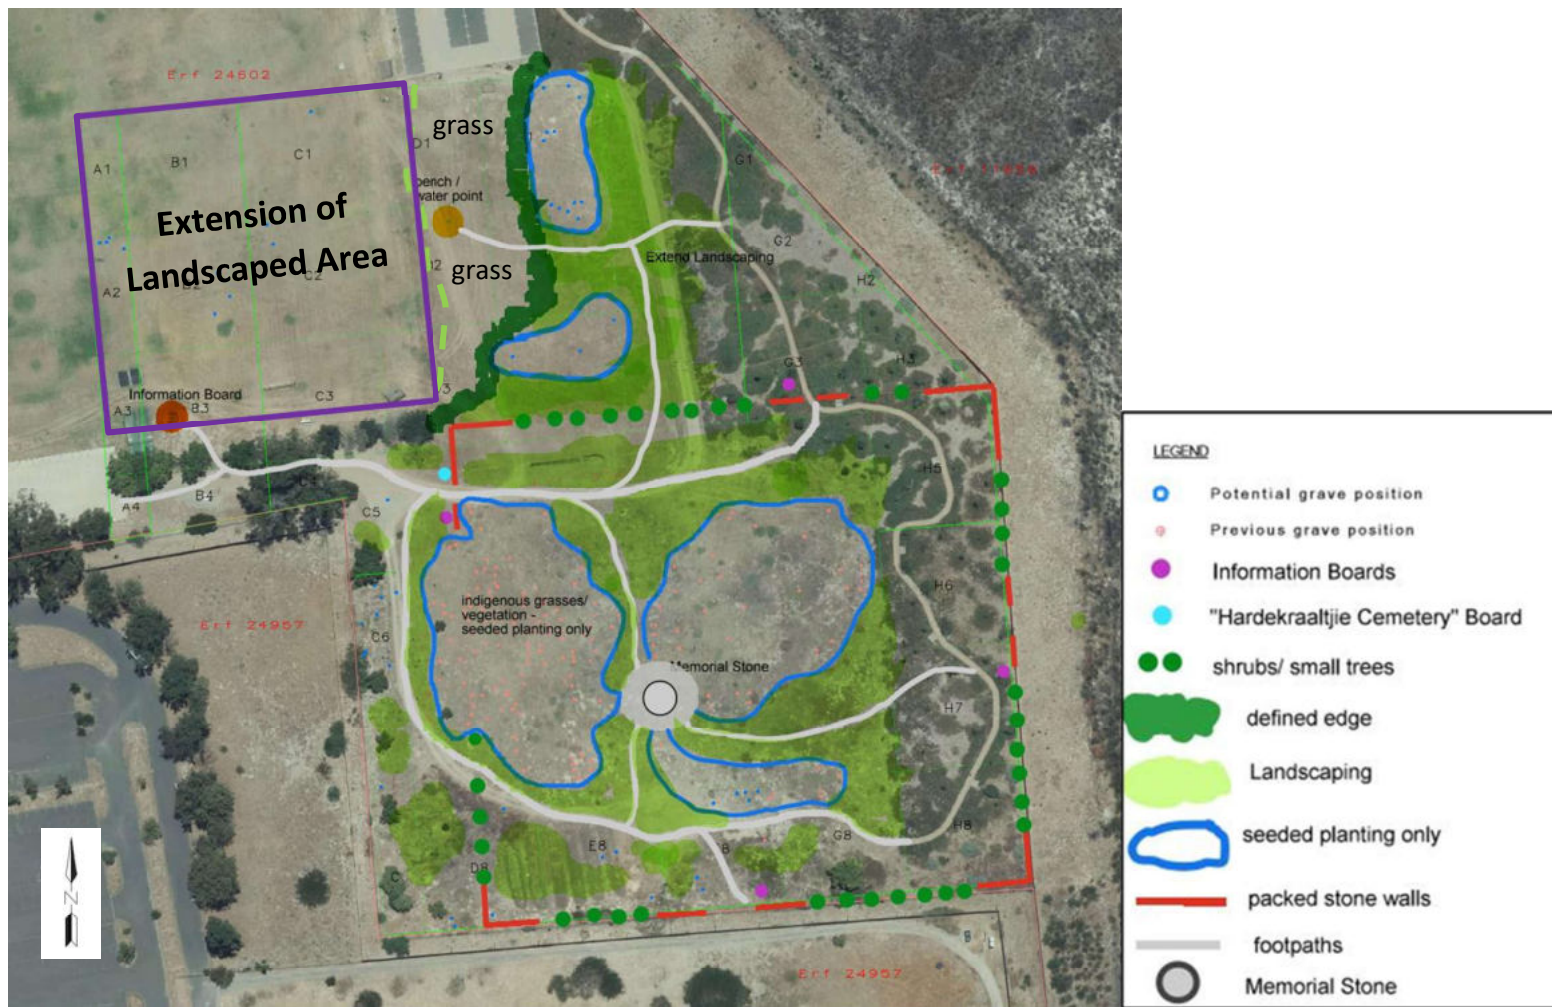 Erf 24602
grass
A1
B1
C1
D1
G1
bench /
water point
Extension of
Landscaped Area
grass
G2
Extend Landscaping
A2
C2
H2
G3
H3
Information Board
A3
B3
C3
H5
B4
A4
C5
H6
indigenous grasses/
vegetation -
seeded planting only
Erf 24957
C6
Memorial Stone
H7
E8
G8
H8
D8
Erf 24957
N
LEGEND
Potential grave position
Previous grave position
Information Boards
"Hardekraaltjie Cemetery" Board
shrubs/ small trees
defined edge
Landscaping
seeded planting only
packed stone walls
footpaths
Memorial Stone